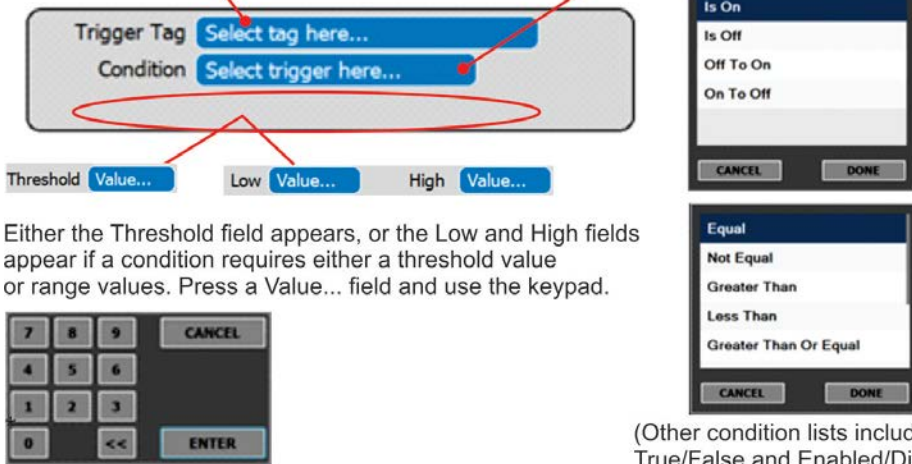 Trigger Tag Select tag here...
Condition Select trigger here...
Threshold Value... Low Value... High Value...
Either the Threshold field appears, or the Low and High fields
appear if a condition requires either a threshold value
or range values. Press a Value... field and use the keypad.
7 8 9 CANCEL
4 5 6
1 2 3
0 << ENTER
Is On
Is Off
Off To On
On To Off
CANCEL DONE
Equal
Not Equal
Greater Than
Less Than
Greater Than Or Equal
CANCEL DONE
(Other condition lists includ
True/False and Enabled/Di